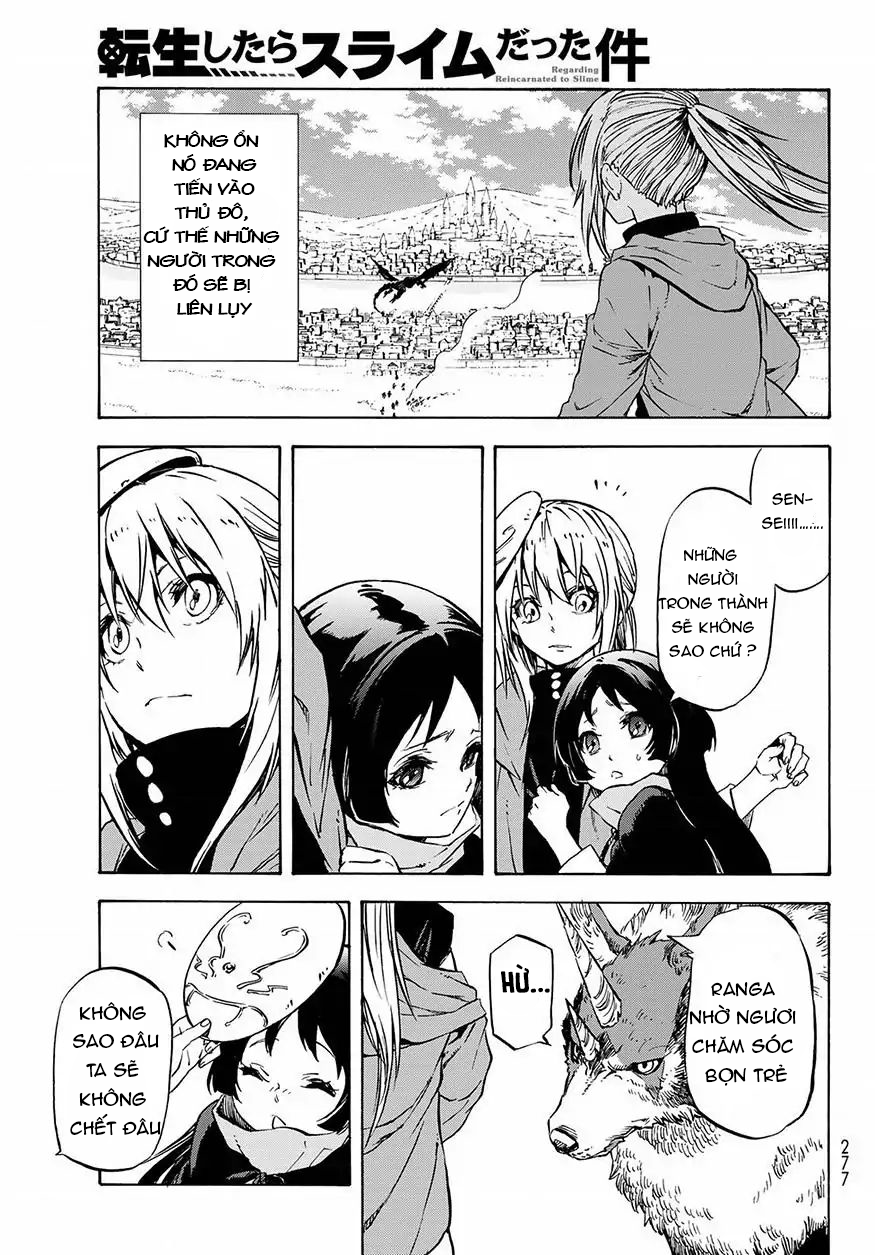 転生したらスライムだった件
Regarding
Reincarnated to Slime
KHÔNG ỔN
NÓ ĐANG
TIẾN VÀO
THỦ ĐÔ,
CỨ THẾ NHỮNG
NGƯỜI TRONG
ĐÓ SẼ BỊ
LIÊN LỤY
SEN-
SEIIII.......
NHỮNG
NGƯỜI
TRONG THÀNH
SẼ KHÔNG
SAO CHỨ ?
RANGA
NHỜ NGƯƠI
CHĂM SÓC
BỌN TRẺ
HỪ...
KHÔNG
SAO ĐÂU
TA SẼ
KHÔNG
CHẾT ĐÂU
277